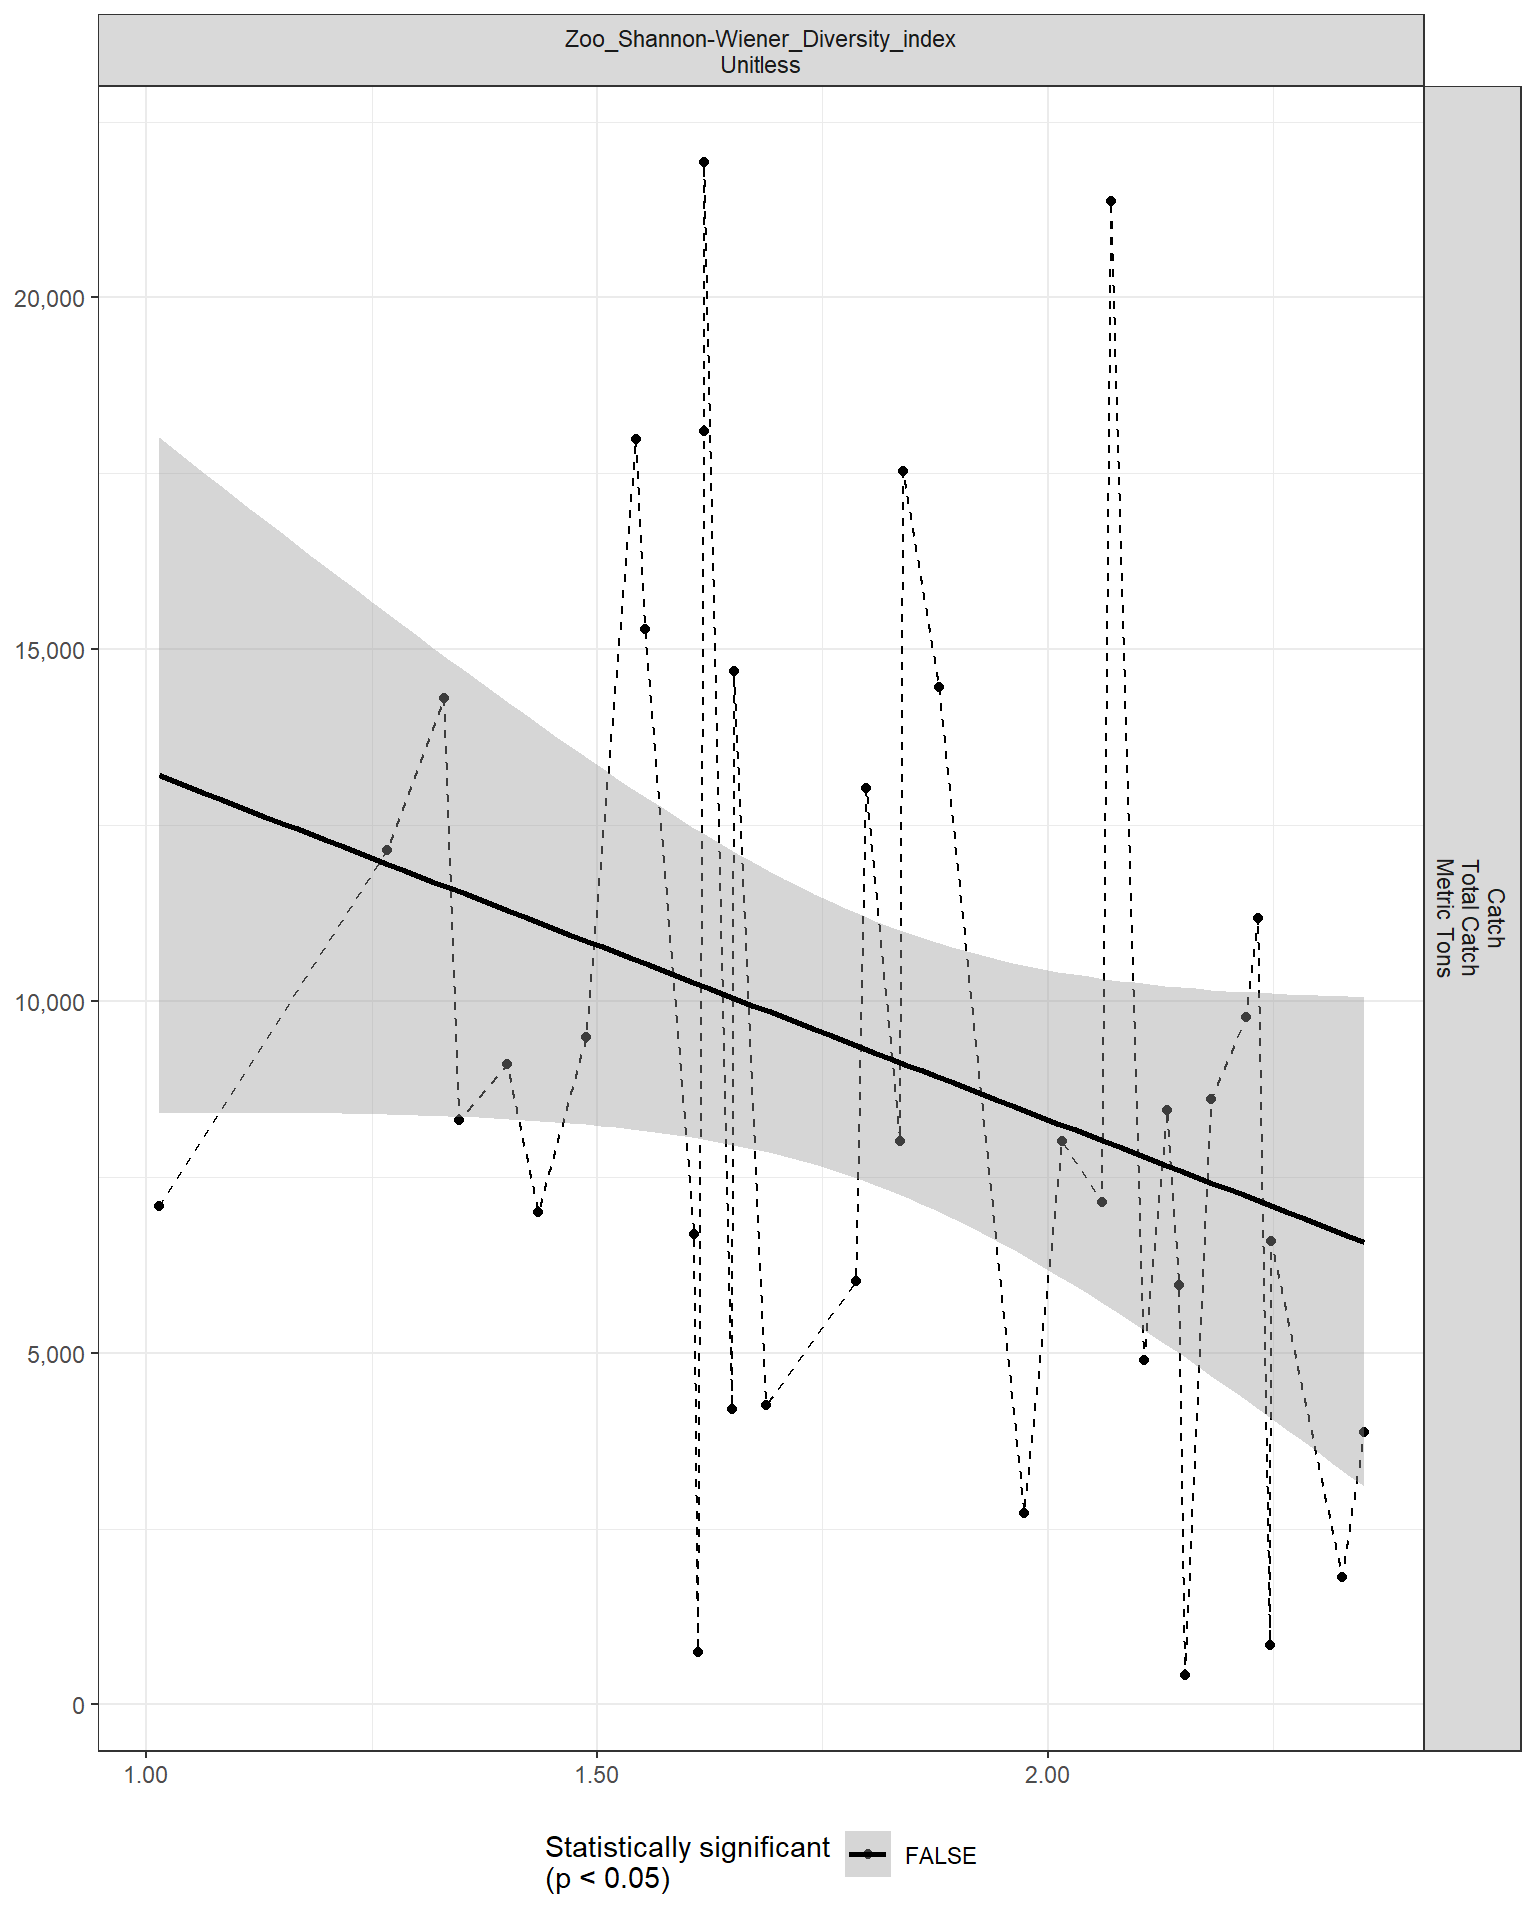 Zoo_Shannon-Wiener_Diversity_index
Unitless
20,000
15,000
10,000
5,000
0
Catch
Total Catch
Metric Tons
1.00
1.50
2.00
Statistically significant
(p < 0.05)
FALSE